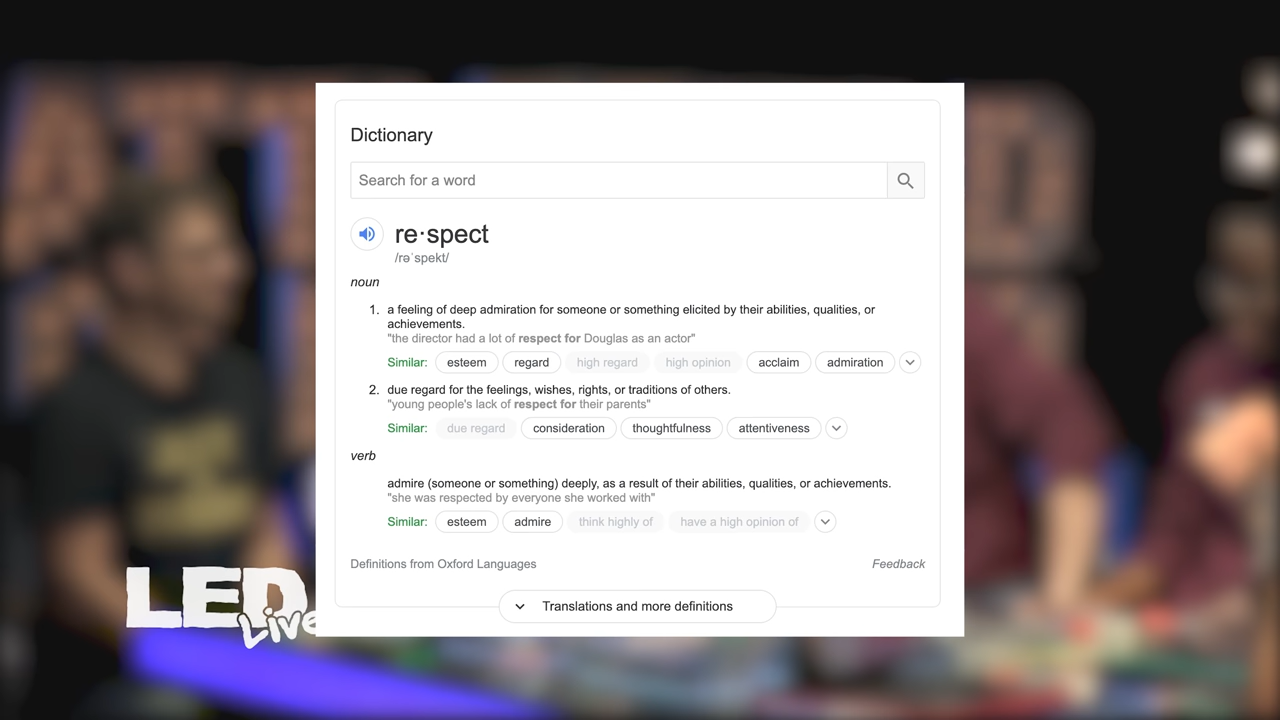 Dictionary
Search for a word
re·spect
/rəˈspekt/
noun
1. a feeling of deep admiration for someone or something elicited by their abilities, qualities, or
achievements.
"the director had a lot of respect for Douglas as an actor"
Similar: esteem regard high regard high opinion acclaim admiration
2. due regard for the feelings, wishes, rights, or traditions of others.
"young people's lack of respect for their parents"
Similar: due regard consideration thoughtfulness attentiveness
verb
admire (someone or something) deeply, as a result of their abilities, qualities, or achievements.
"she was respected by everyone she worked with"
Similar: esteem admire think highly of have a high opinion of
Definitions from Oxford Languages Feedback
Translations and more definitions
LED
Live